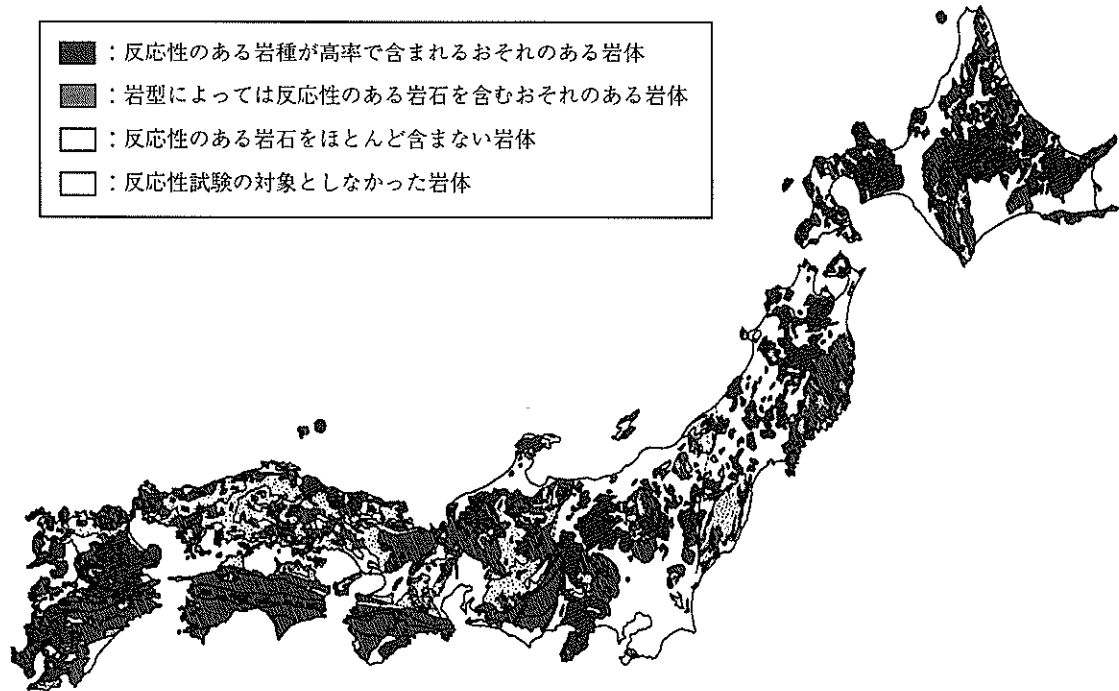 ：反応性のある岩種が高率で含まれるおそれのある岩体
：岩型によっては反応性のある岩石を含むおそれのある岩体
：反応性のある岩石をほとんど含まない岩体
：反応性試験の対象としなかった岩体